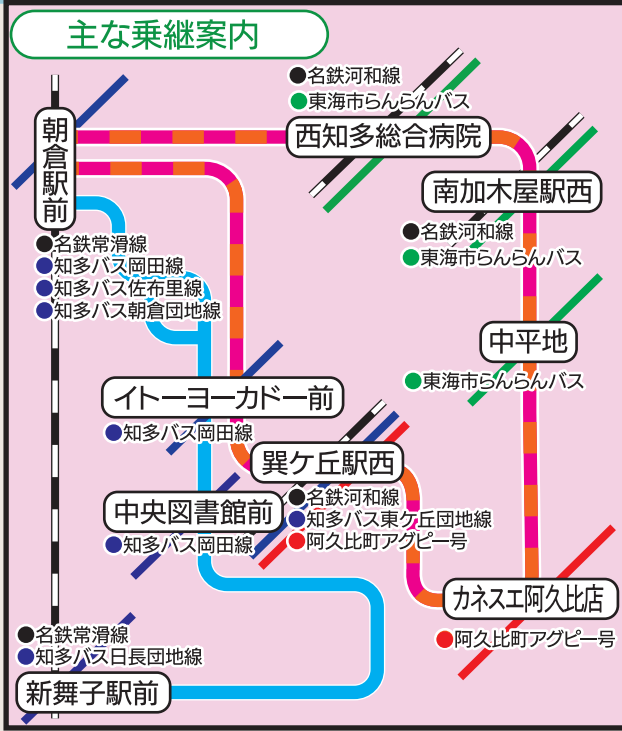 主な乗継案内
朝倉駅前
●名鉄常滑線
●知多バス岡田線
●知多バス佐布里線
●知多バス朝倉団地線
●名鉄河和線
●東海市らんらんバス
西知多総合病院
南加木屋駅西
●名鉄河和線
●東海市らんらんバス
中平地
●東海市らんらんバス
イトーヨーカドー前
●知多バス岡田線
巽ケ丘駅西
●名鉄河和線
●知多バス東ケ丘団地線
●阿久比町アグピー号
中央図書館前
●知多バス岡田線
カネスエ阿久比店
●阿久比町アグピー号
●名鉄常滑線
●知多バス日長団地線
新舞子駅前